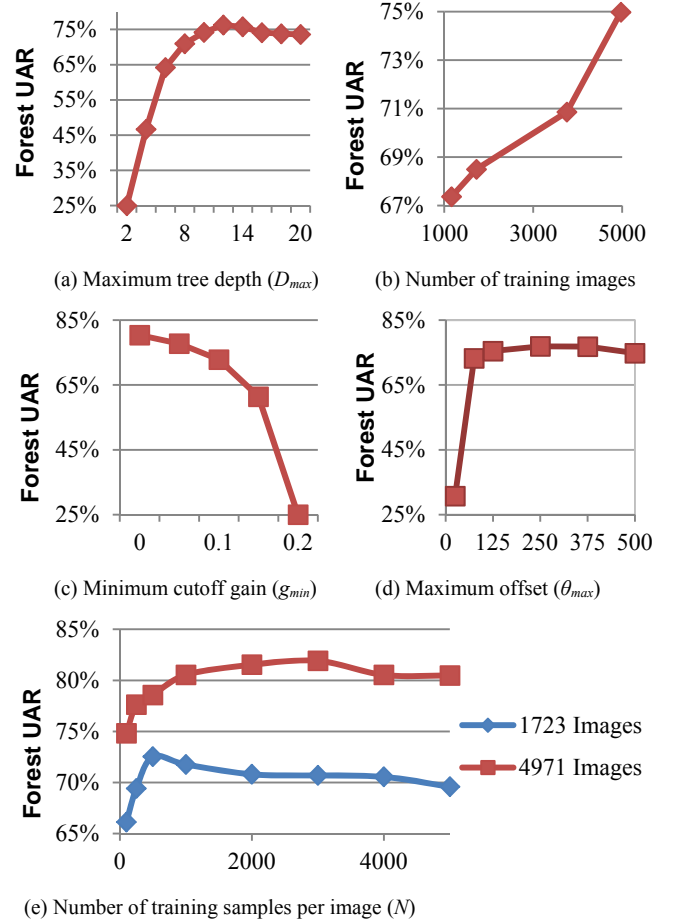 75%
65%
55%
45%
35%
25%
Forest UAR
2 8 14 20
(a) Maximum tree depth (Dmax)
75%
73%
71%
69%
67%
Forest UAR
1000 3000 5000
(b) Number of training images
85%
65%
45%
25%
Forest UAR
0 0.1 0.2
(c) Minimum cutoff gain (gmin)
85%
65%
45%
25%
Forest UAR
0 125 250 375 500
(d) Maximum offset (θmax)
85%
80%
75%
70%
65%
Forest UAR
0 2000 4000
1723 Images
4971 Images
(e) Number of training samples per image (N)